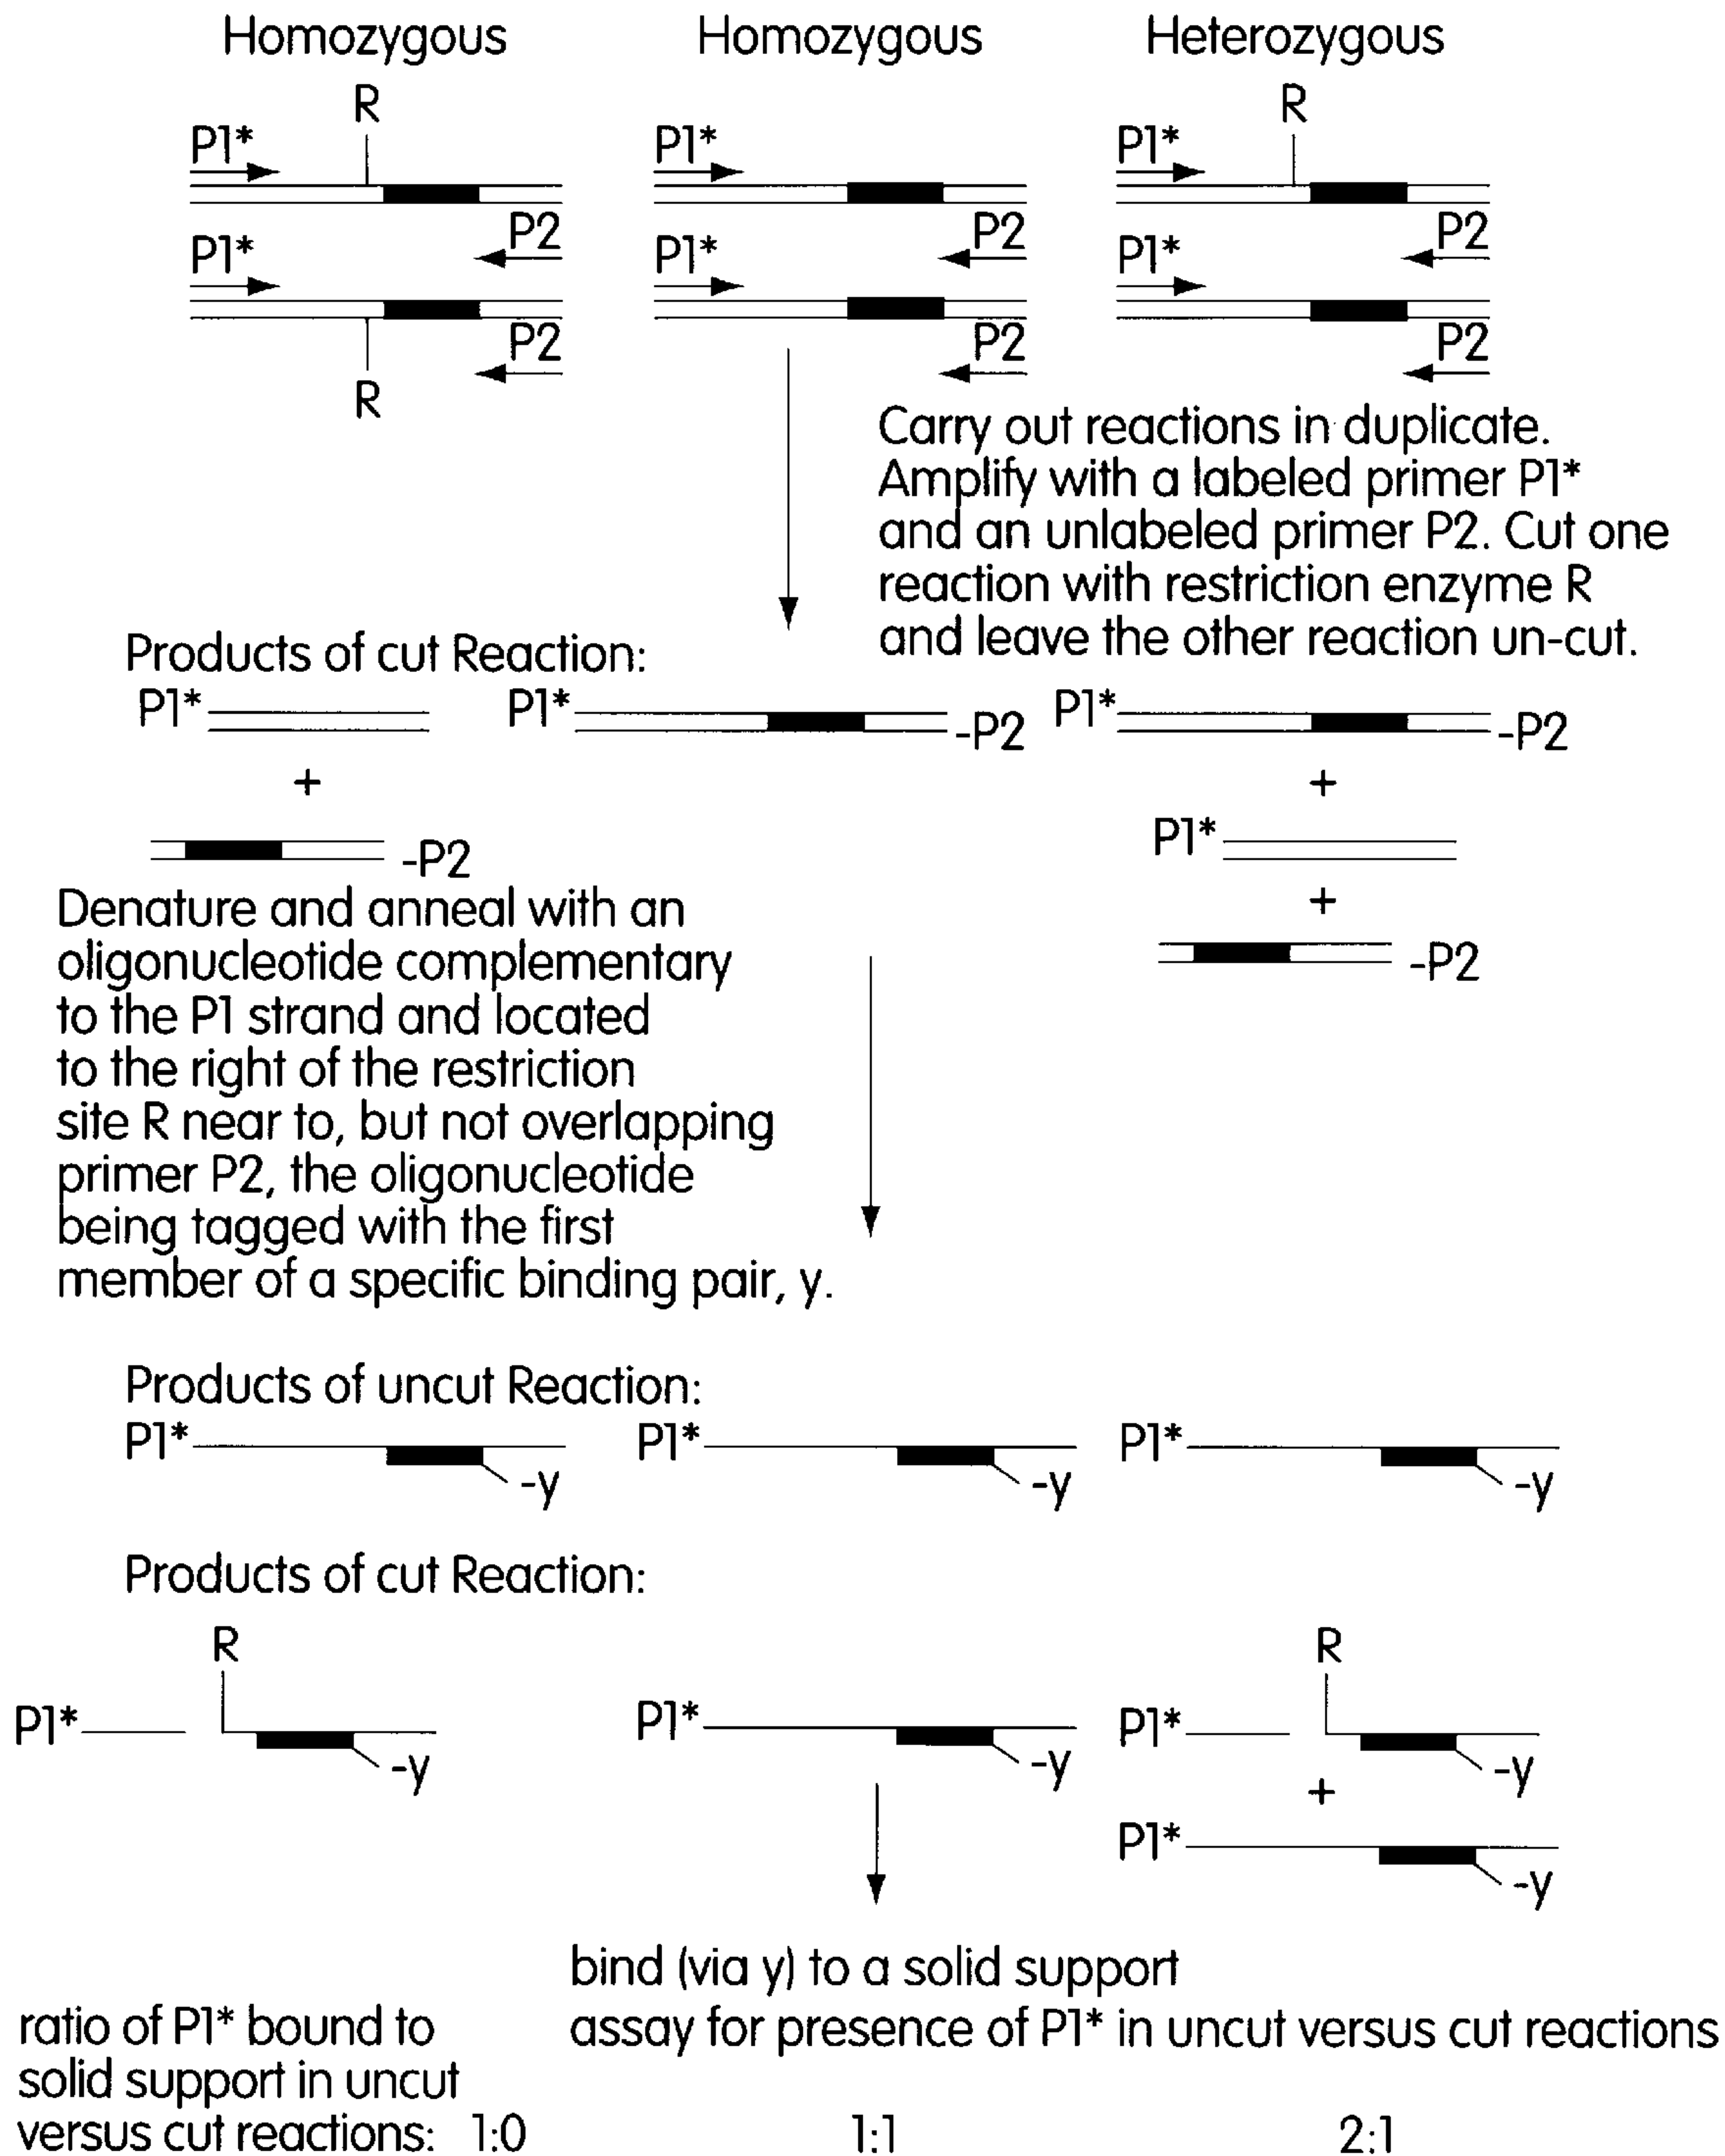 Homozygous Homozygous Heterozygous
R R
P1* P1* P1*
P2 P2 P2
P1* P1* P1*
P2 P2 P2
R
Carry out reactions in duplicate.
Amplify with a labeled primer P1*
and an unlabeled primer P2. Cut one
reaction with restriction enzyme R
and leave the other reaction un-cut.
Products of cut Reaction:
P1* P1* -P2 P1* -P2
+ +
-P2 P1*
+
-P2
Denature and anneal with an
oligonucleotide complementary
to the P1 strand and located
to the right of the restriction
site R near to, but not overlapping
primer P2, the oligonucleotide
being tagged with the first
member of a specific binding pair, y.
Products of uncut Reaction:
P1* P1* P1*
-y -y -y
Products of cut Reaction:
R R
P1* P1* P1*
-y -y -y
+
P1*
-y
bind (via y) to a solid support
assay for presence of P1* in uncut versus cut reactions
ratio of P1* bound to
solid support in uncut
versus cut reactions: 1:0 1:1 2:1